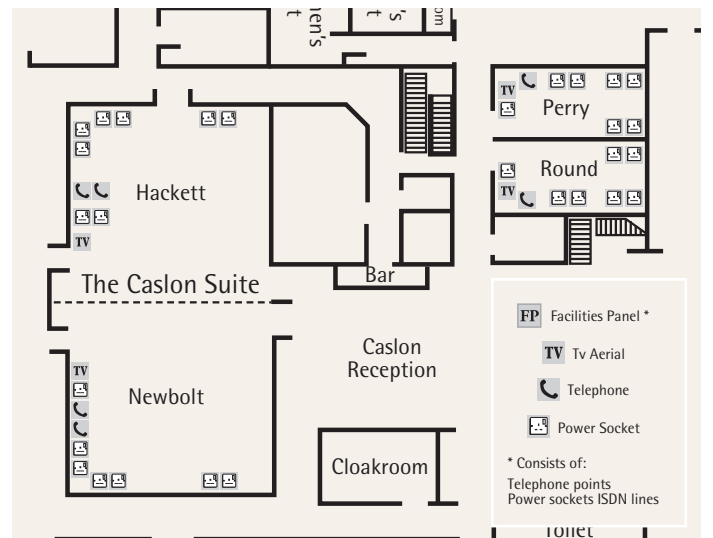 TV
Perry
Hackett
Round
TV
TV
The Caslon Suite
Bar
FP Facilities Panel *
Caslon
Reception
TV Tv Aerial
TV
Newbolt
Telephone
Power Socket
Cloakroom
* Consists of:
Telephone points
Power sockets ISDN lines